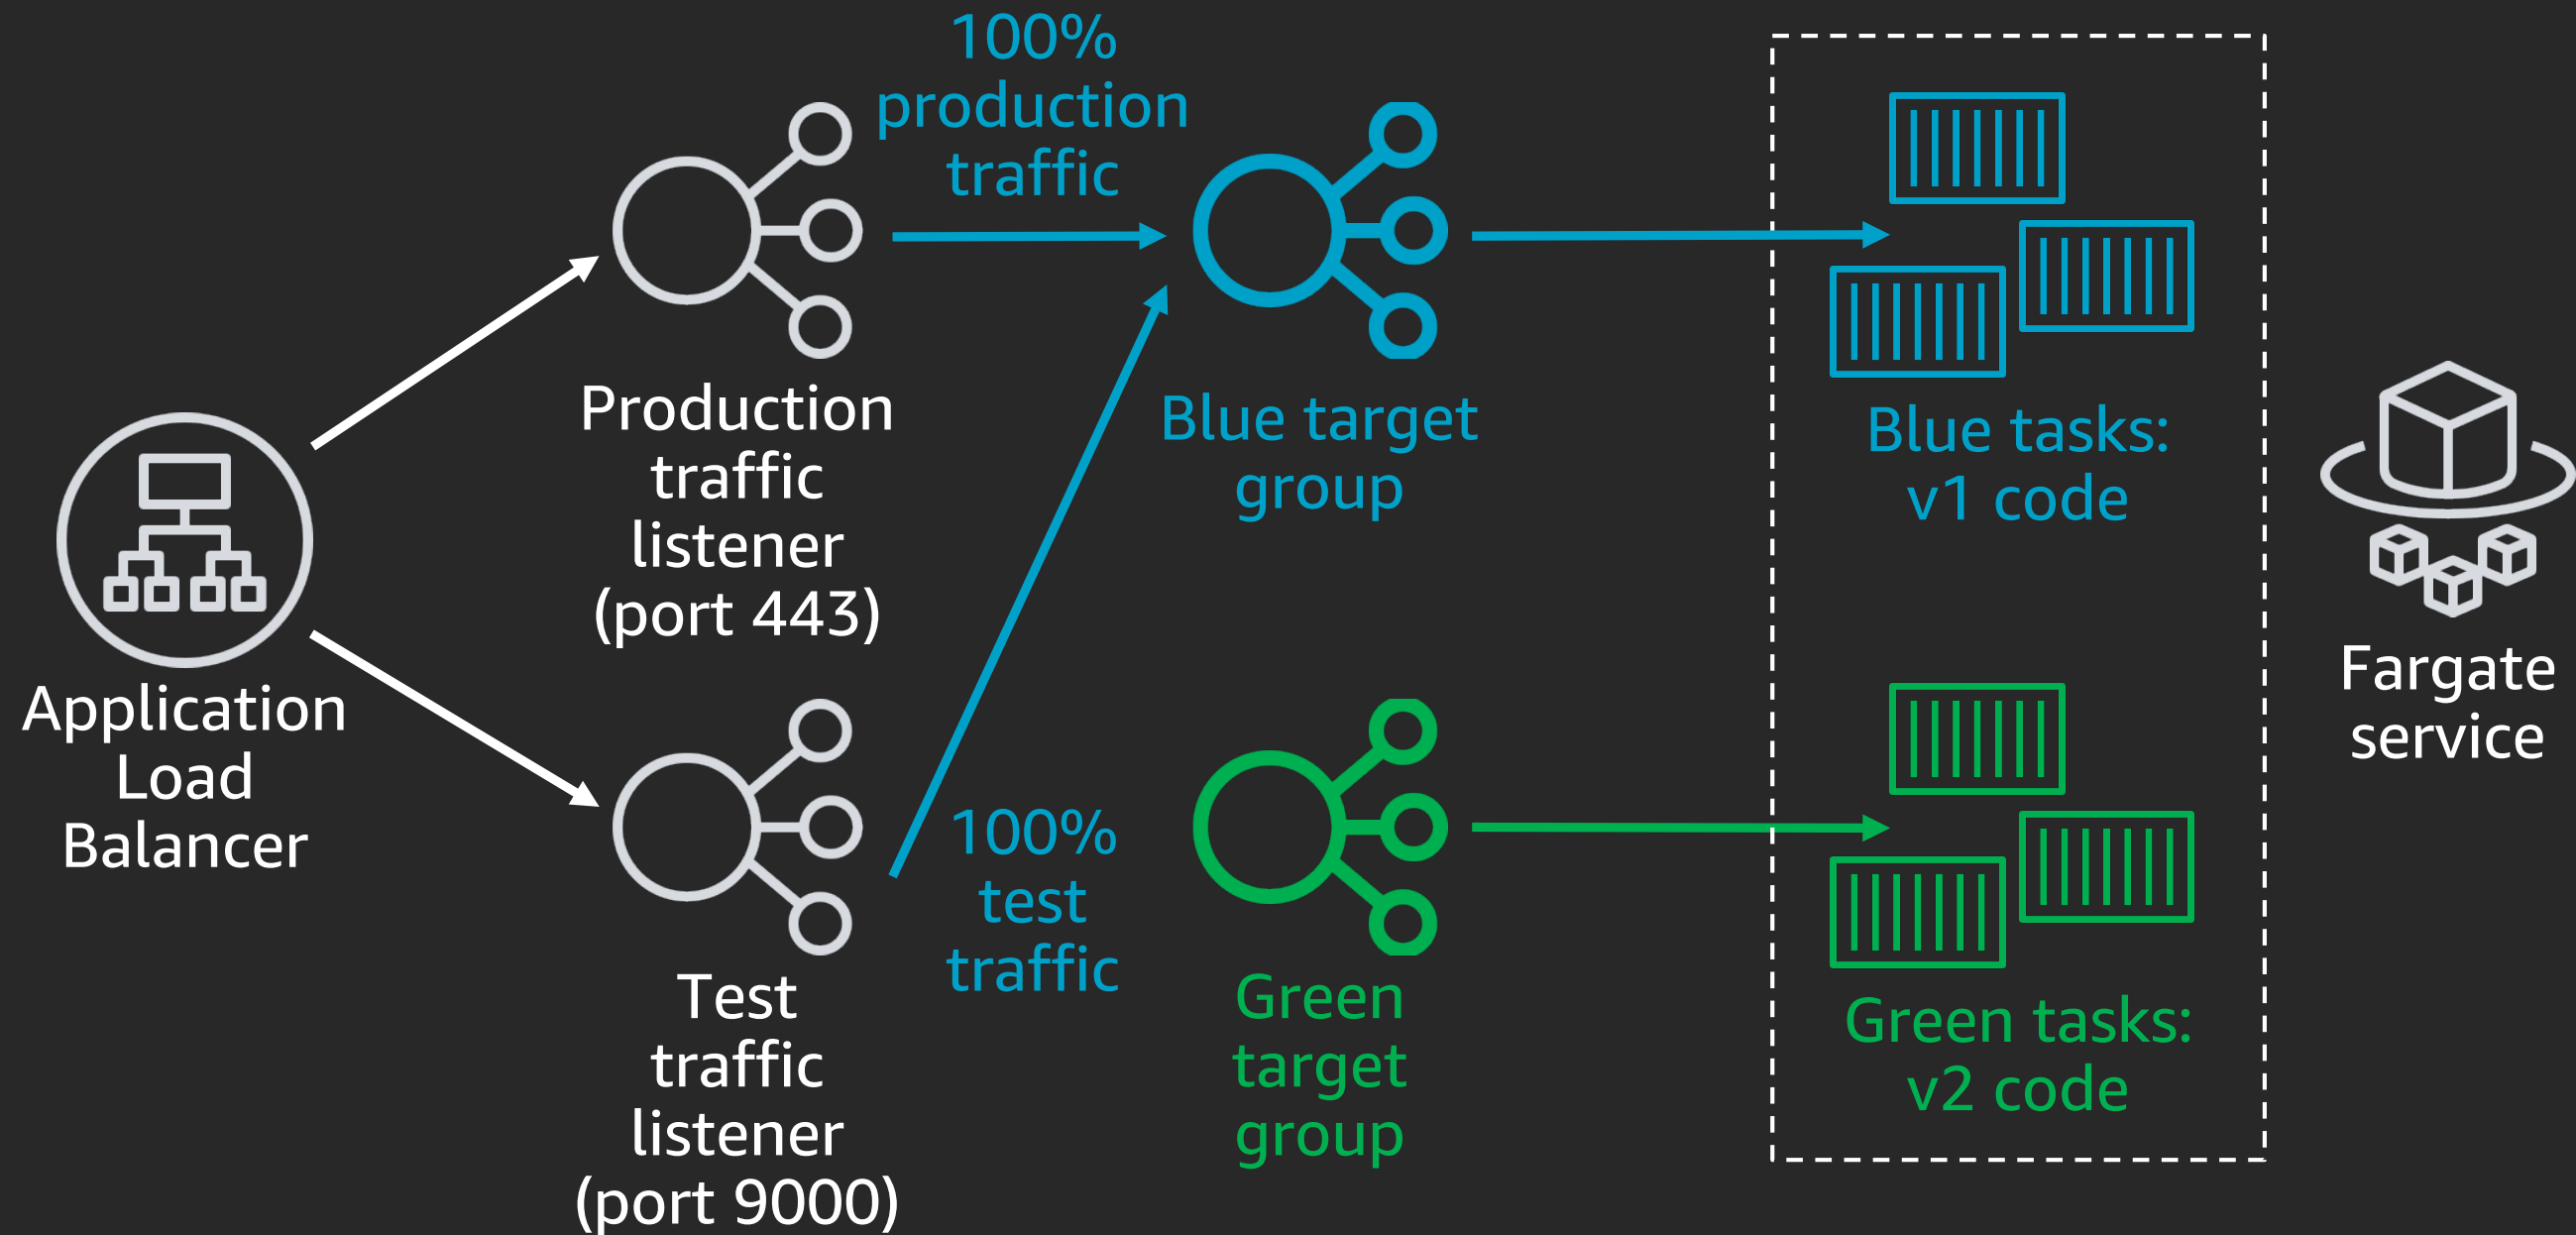 100%
production
traffic
Production
traffic
listener
(port 443)
Blue target
group
Blue tasks:
v1 code
Application
Load
Balancer
Fargate
service
100%
test
traffic
Test
traffic
listener
(port 9000)
Green
target
group
Green tasks:
v2 code